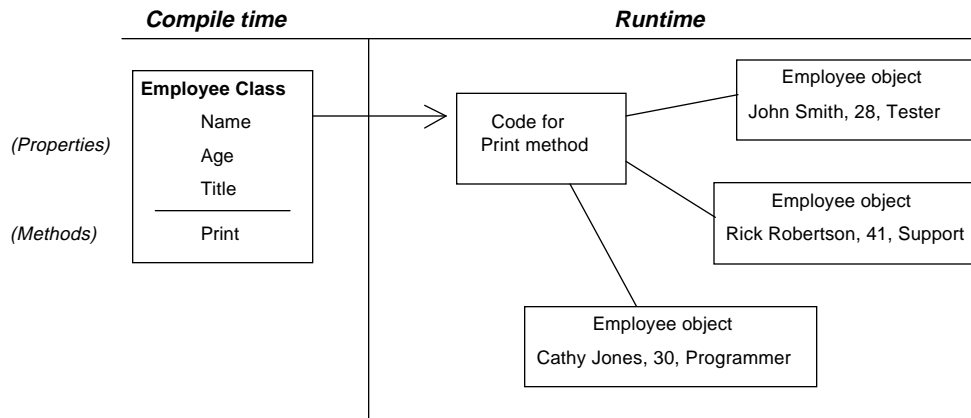 Compile time
Runtime
Employee Class
Name
(Properties)
Age
Title
(Methods)
Print
Code for
Print method
Employee object
John Smith, 28, Tester
Employee object
Rick Robertson, 41, Support
Employee object
Cathy Jones, 30, Programmer